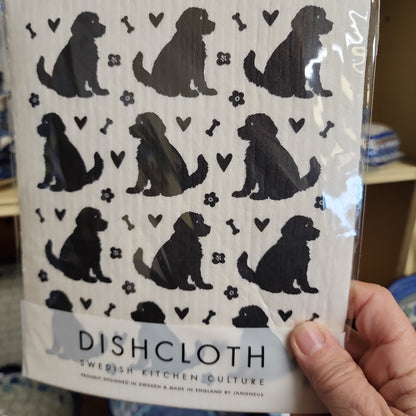 DISHCLOTH
SWEDISH KITCHEN CULTURE
PROUDLY DESIGNED IN SWEDEN & MADE IN ENGLAND BY JANGNEUS